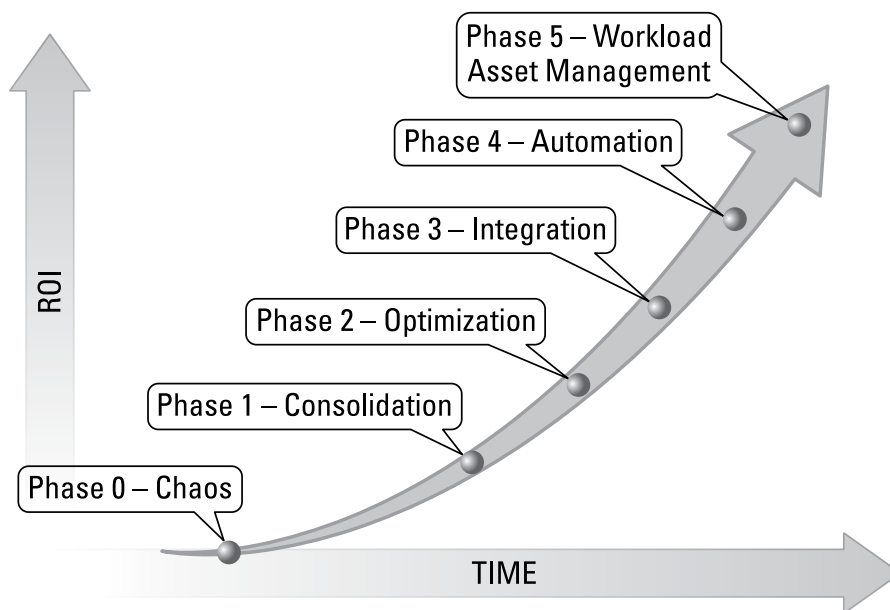 Phase 5 – Workload
Asset Management
Phase 4 – Automation
Phase 3 – Integration
Phase 2 – Optimization
Phase 1 – Consolidation
Phase 0 – Chaos
ROI
TIME